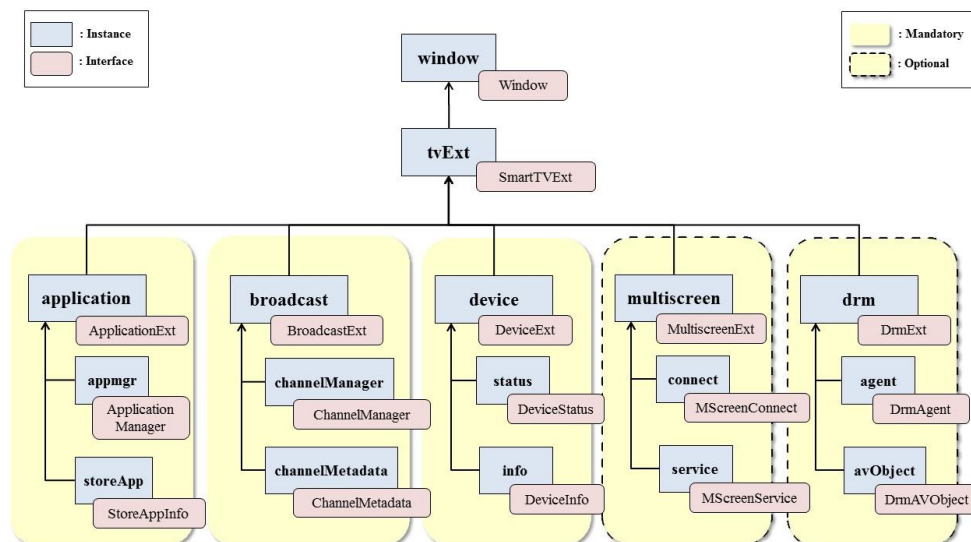 : Instance
: Interface
: Mandatory
: Optional
window
Window
tvExt
SmartTVExt
application
ApplicationExt
appmgr
Application
Manager
storeApp
StoreAppInfo
broadcast
BroadcastExt
channelManager
ChannelManager
channelMetadata
ChannelMetadata
device
DeviceExt
status
DeviceStatus
info
DeviceInfo
multiscreen
MultiscreenExt
connect
MScreenConnect
service
MScreenService
drm
DrmExt
agent
DrmAgent
avObject
DrmAVObject